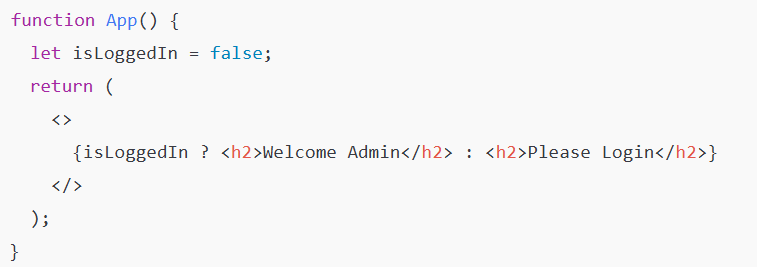 function App() {
  let isLoggedIn = false;
  return (
    <>
      {isLoggedIn ? <h2>Welcome Admin</h2> : <h2>Please Login</h2>}
    </>
  );
}